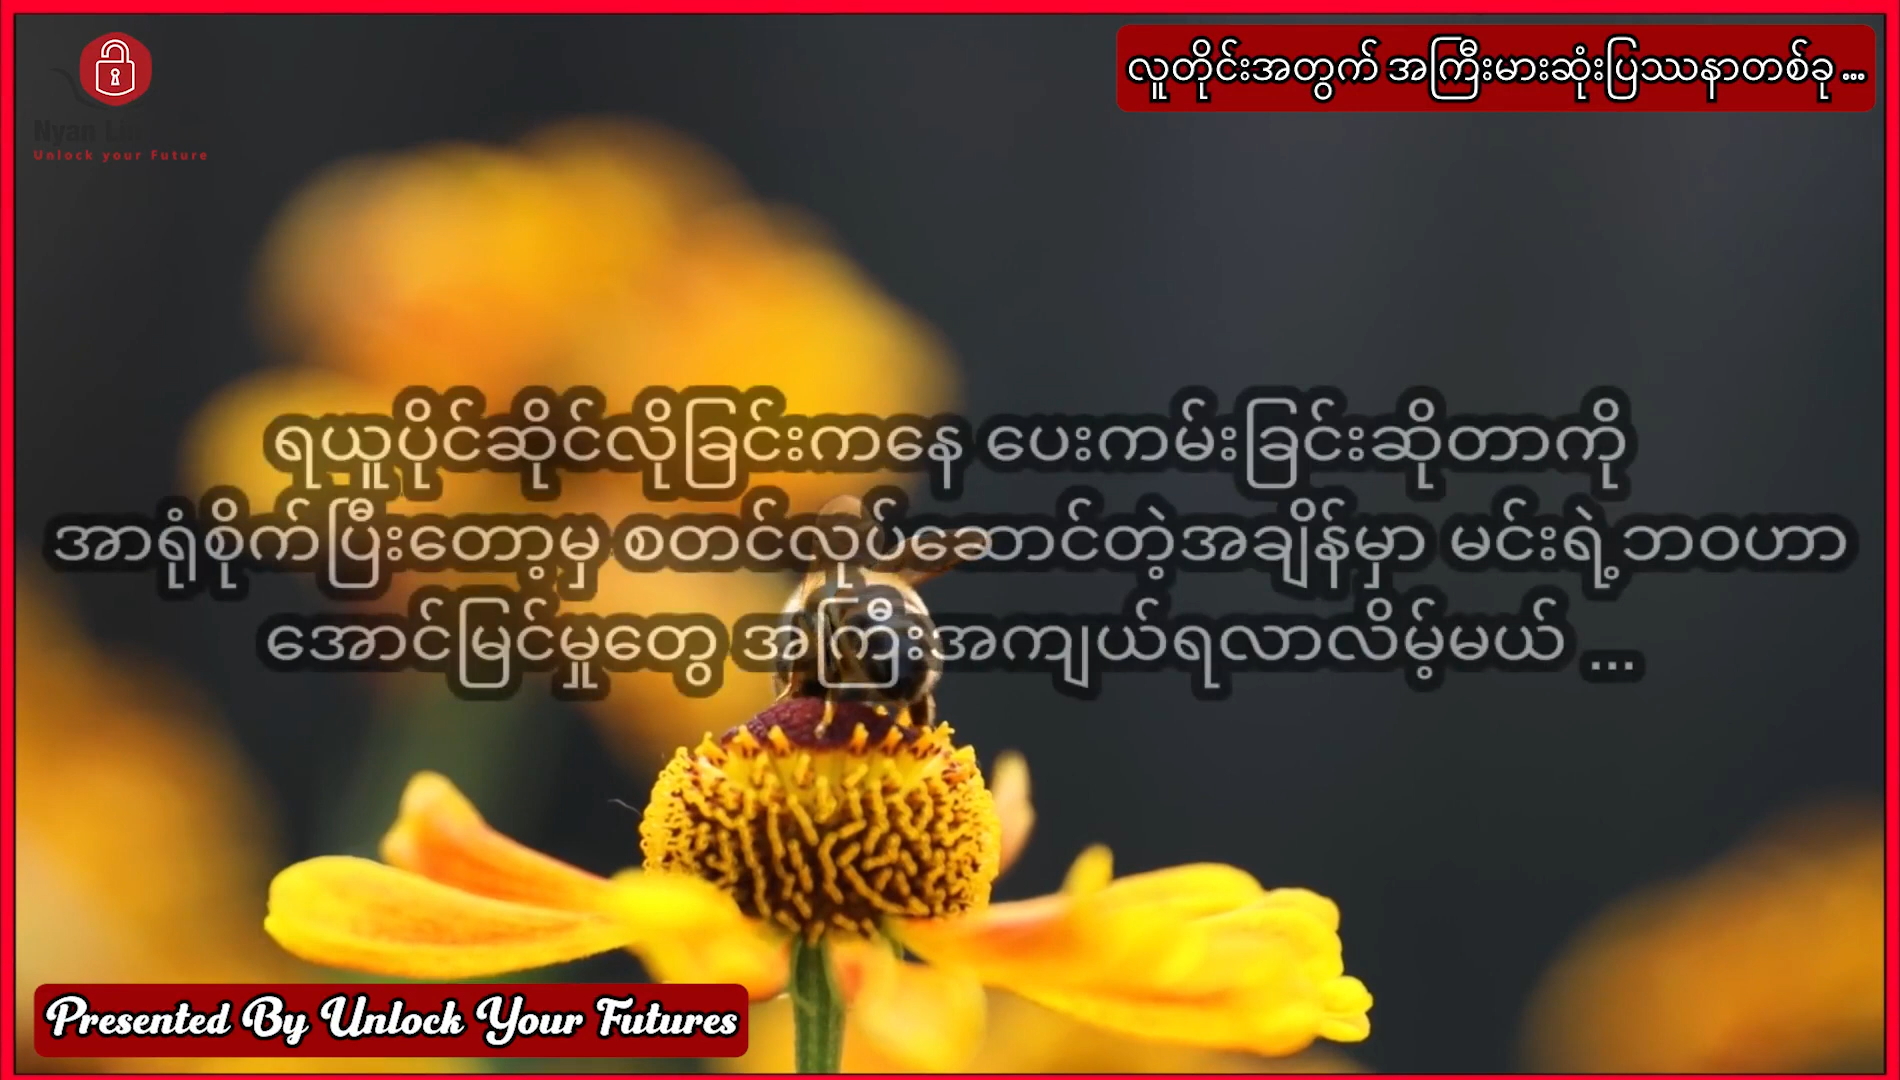 Nyan Lin
Unlock your Future
လူတိုင်းအတွက် အကြီးမားဆုံးပြဿနာတစ်ခု ...
ရယူပိုင်ဆိုင်လိုခြင်းကနေ ပေးကမ်းခြင်းဆိုတာကို
အာရုံစိုက်ပြီးတော့မှ စတင်လုပ်ဆောင်တဲ့အချိန်မှာ မင်းရဲ့ဘဝဟာ
အောင်မြင်မှုတွေ အကြီးအကျယ်ရလာလိမ့်မယ် ...
Presented By Unlock Your Futures